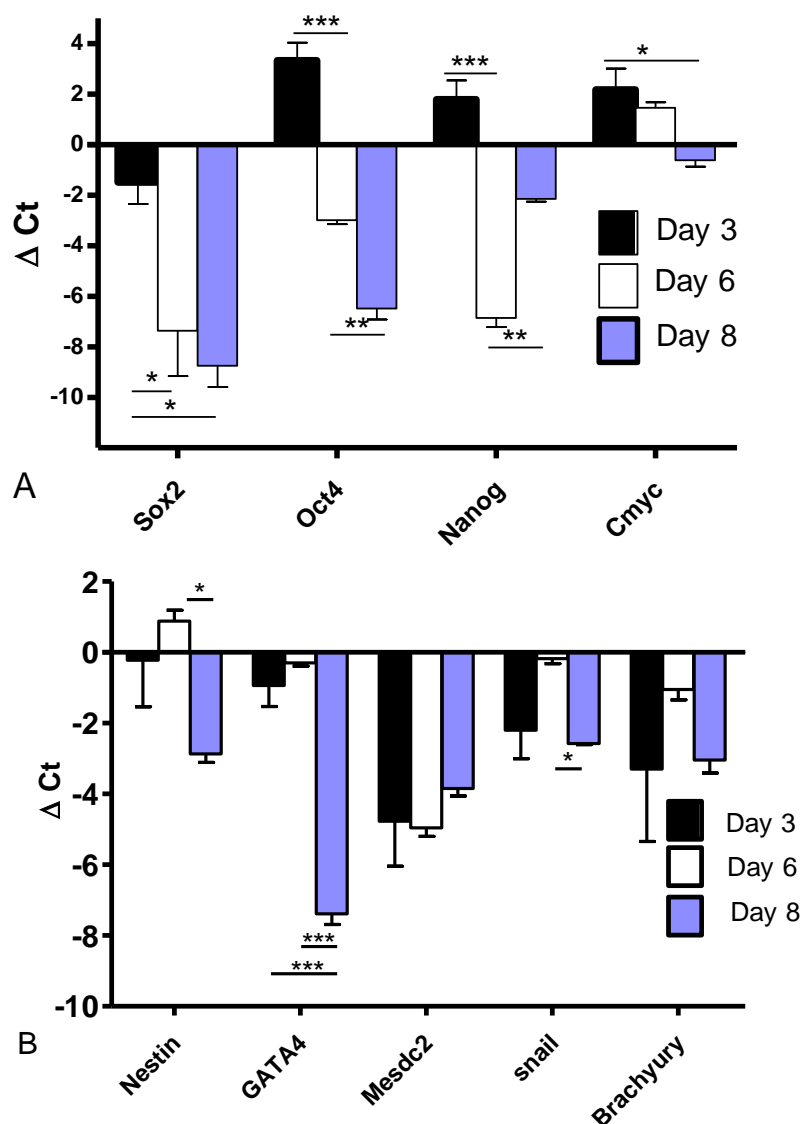 4
***
***
*
2
0
-2
Δ Ct
Day 3
-4
Day 6
-6
**
**
Day 8
-8
*
-10
*
A
Sox2
Oct4
Nanog
Cmyc
2
*
0
-2
*
Δ Ct
-4
Day 3
-6
Day 6
Day 8
-8
***
***
-10
B
Nestin
GATA4
Mesdc2
snail
Brachyury